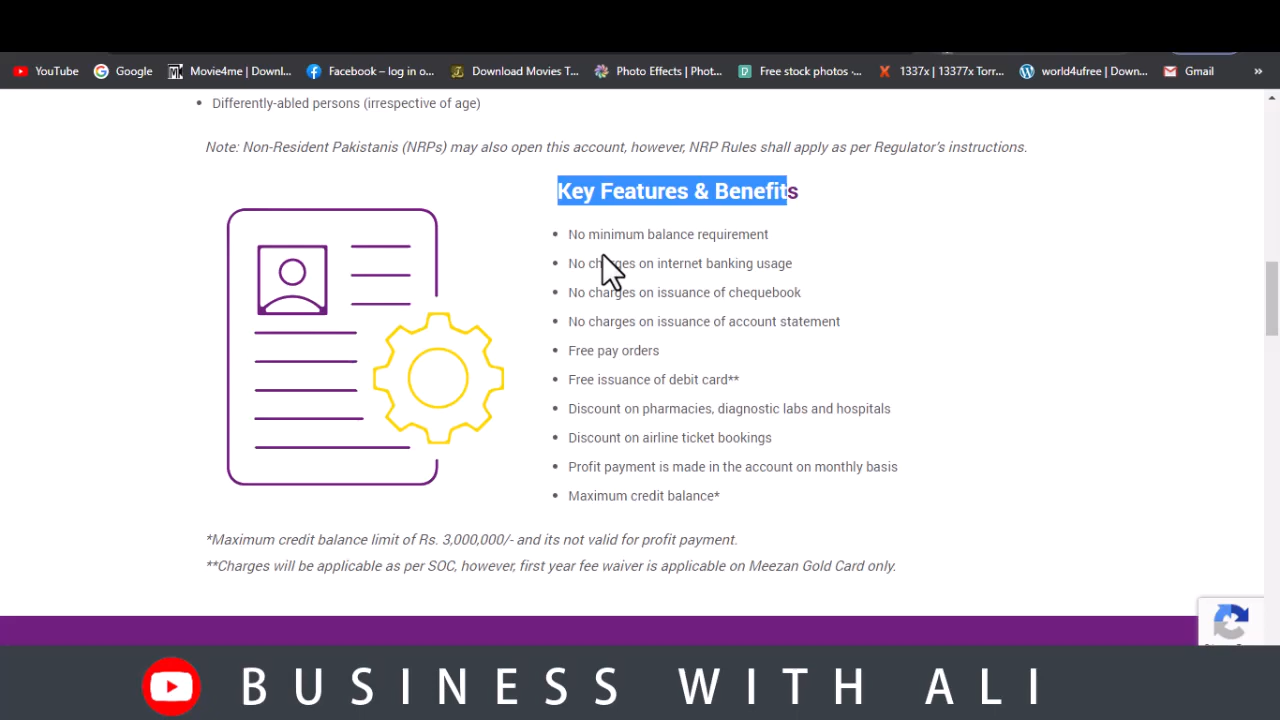 YouTube Google Movie4me | Downl... Facebook – log in o... Download Movies T... Photo Effects | Phot... Free stock photos -... 1337x | 13377x Torr... world4ufree | Down... Gmail »
• Differently-abled persons (irrespective of age)
Note: Non-Resident Pakistanis (NRPs) may also open this account, however, NRP Rules shall apply as per Regulator's instructions.
Key Features & Benefits
• No minimum balance requirement
• No charges on internet banking usage
• No charges on issuance of chequebook
• No charges on issuance of account statement
• Free pay orders
• Free issuance of debit card**
• Discount on pharmacies, diagnostic labs and hospitals
• Discount on airline ticket bookings
• Profit payment is made in the account on monthly basis
• Maximum credit balance*
*Maximum credit balance limit of Rs. 3,000,000/- and its not valid for profit payment.
**Charges will be applicable as per SOC, however, first year fee waiver is applicable on Meezan Gold Card only.
BUSINESS WITH ALI